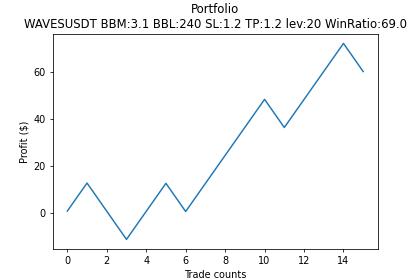 Portfolio
WAVESUSDT BBM:3.1 BBL:240 SL:1.2 TP:1.2 lev:20 WinRatio:69.0
Profit ($)
60
40
20
0
0 2 4 6 8 10 12 14
Trade counts